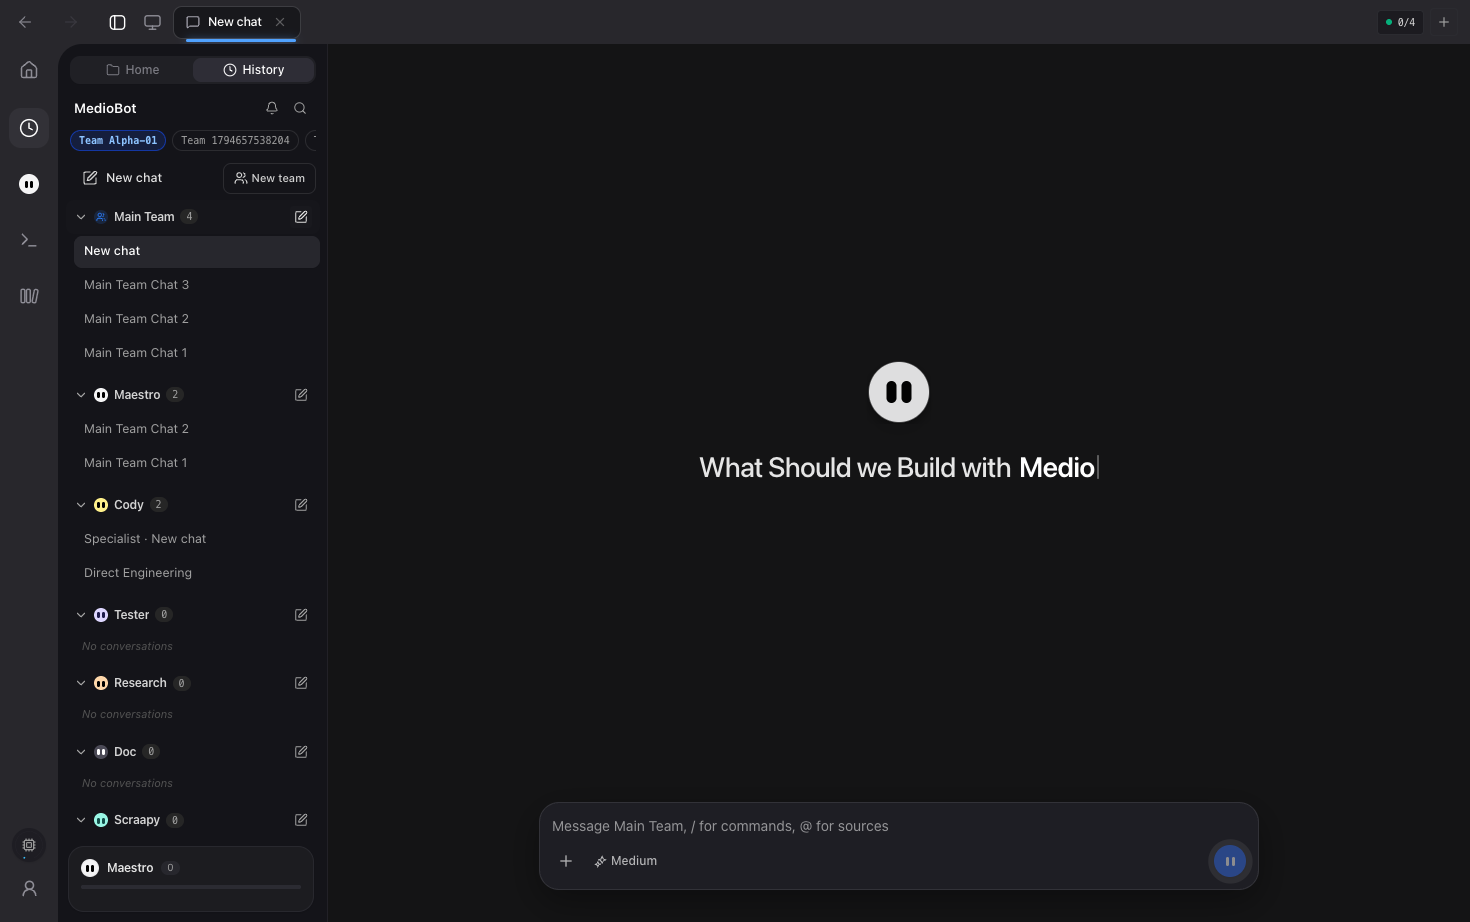 New chat
0/4
Home
History
MedioBot
Team Alpha-01
Team 1794657538204
New chat
New team
Main Team 4
New chat
Main Team Chat 3
Main Team Chat 2
Main Team Chat 1
Maestro 2
Main Team Chat 2
Main Team Chat 1
Cody 2
Specialist · New chat
Direct Engineering
Tester 0
No conversations
Research 0
No conversations
Doc 0
No conversations
Scraapy 0
Maestro 0
What Should we Build with Medio
Message Main Team, / for commands, @ for sources
Medium